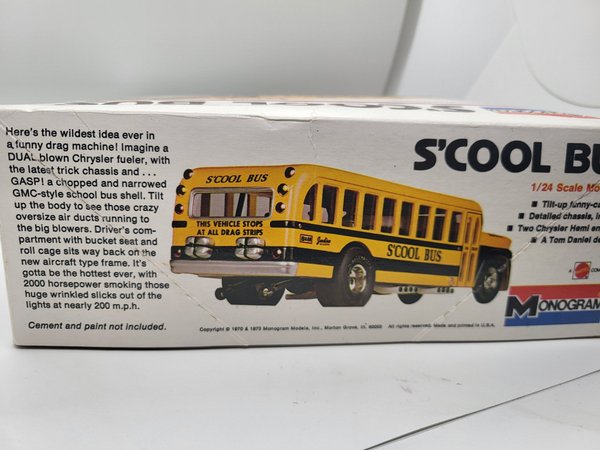 Here's the wildest idea ever in
a funny drag machine! Imagine a
DUAL blown Chrysler fueler, with
the latest trick chassis and . . .
GASP! a chopped and narrowed
GMC-style school bus shell. Tilt
up the body to see those crazy
oversize air ducts running to
the big blowers. Driver's com-
partment with bucket seat and
roll cage sits way back on the
new aircraft type frame. It's
gotta be the hottest ever, with
2000 horsepower smoking those
huge wrinkled slicks out of the
lights at nearly 200 m.p.h.
Cement and paint not included.
S'COOL BUS
THIS VEHICLE STOPS
AT ALL DRAG STRIPS
S'COOL BUS
Copyright © 1970 & 1973 Monogram Models, Inc., Morton Grove, Ill. 60053 All rights reserved. Made and printed in U.S.A.
S'COOL BU
1/24 Scale Mo
■ Tilt-up funny-ca
■ Detailed chassis, in
■ Two Chrysler Hemi en
■ A Tom Daniel de
A COM
MONOGRAM